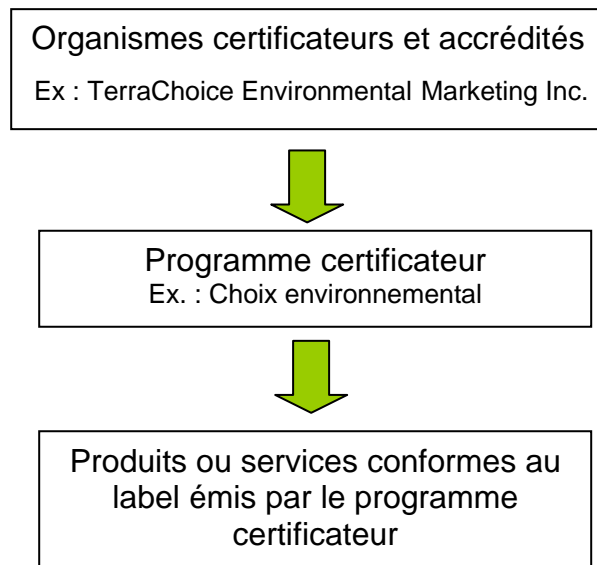 Organismes certificateurs et accrédités
Ex : TerraChoice Environmental Marketing Inc.
Programme certificateur
Ex. : Choix environnemental
Produits ou services conformes au
label émis par le programme
certificateur